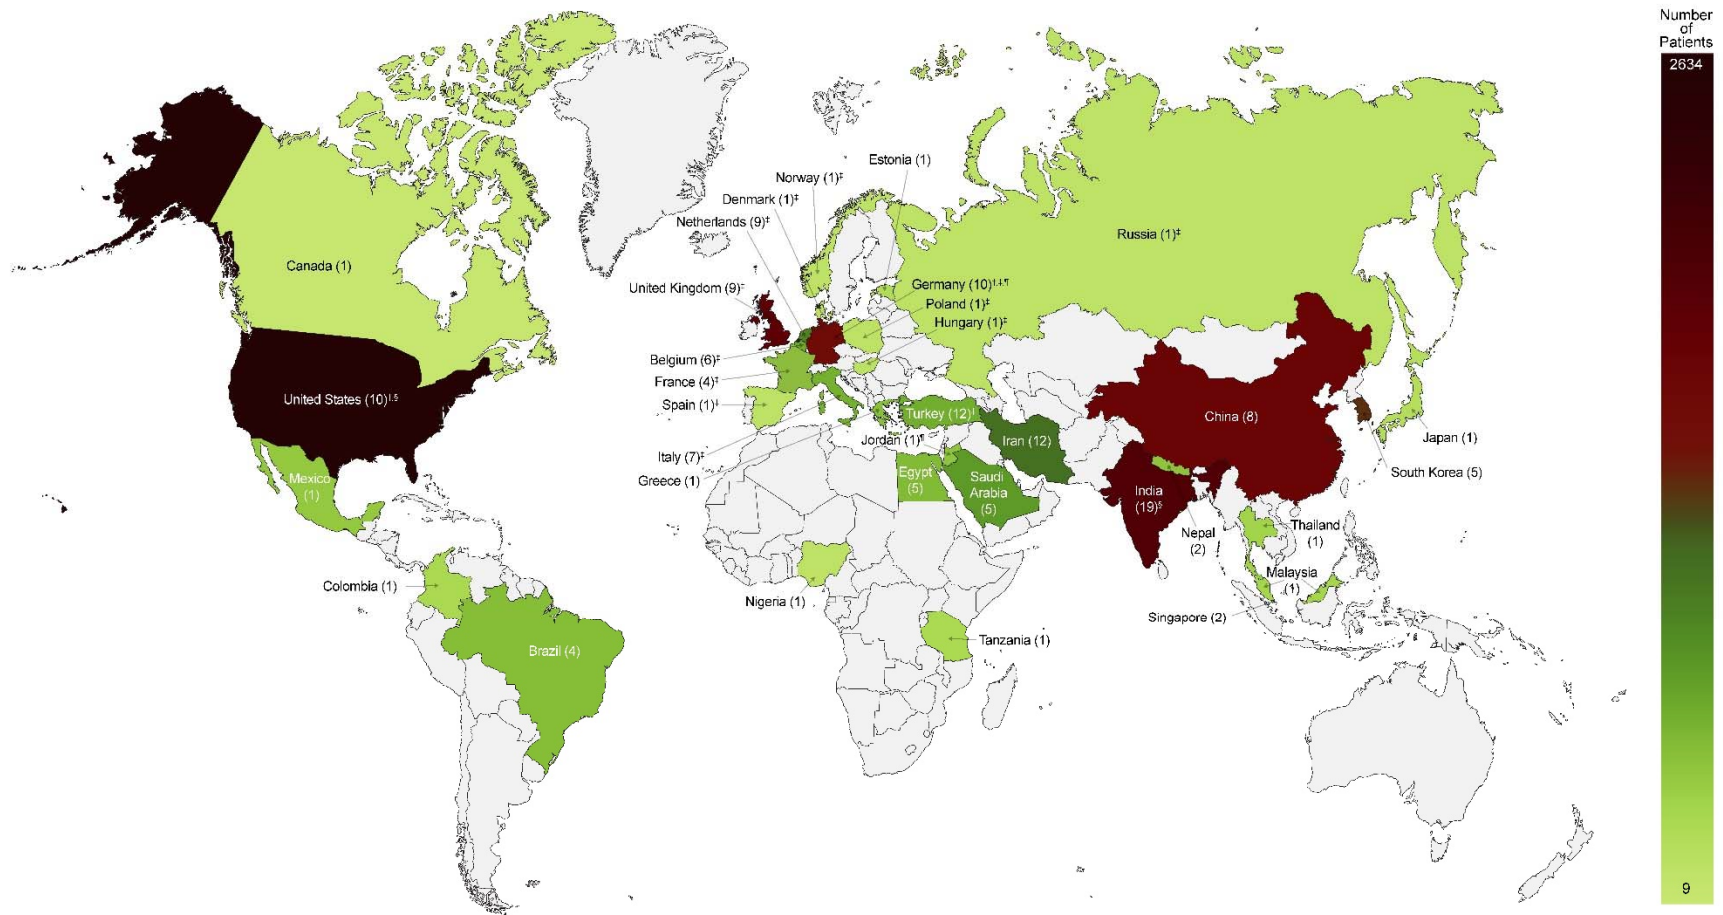 Number
of
Patients
2634
Estonia (1)
Norway (1)‡
Denmark (1)‡
Netherlands (9)‡
Russia (1)‡
Canada (1)
United Kingdom (9)‡
Germany (10)†,‡,¶
Poland (1)‡
Hungary (1)‡
Belgium (6)‡
France (4)‡
Spain (1)‡
United States (10)†,§
Turkey (12)†
China (8)
Jordan (1)¶
Iran (12)
Japan (1)
Italy (7)‡
Greece (1)
South Korea (5)
Mexico
(1)
Egypt
(5)
Saudi
Arabia
(5)
India
(19)§
Nepal
(2)
Thailand
(1)
Malaysia
(1)
Colombia (1)
Nigeria (1)
Singapore (2)
Tanzania (1)
Brazil (4)
9